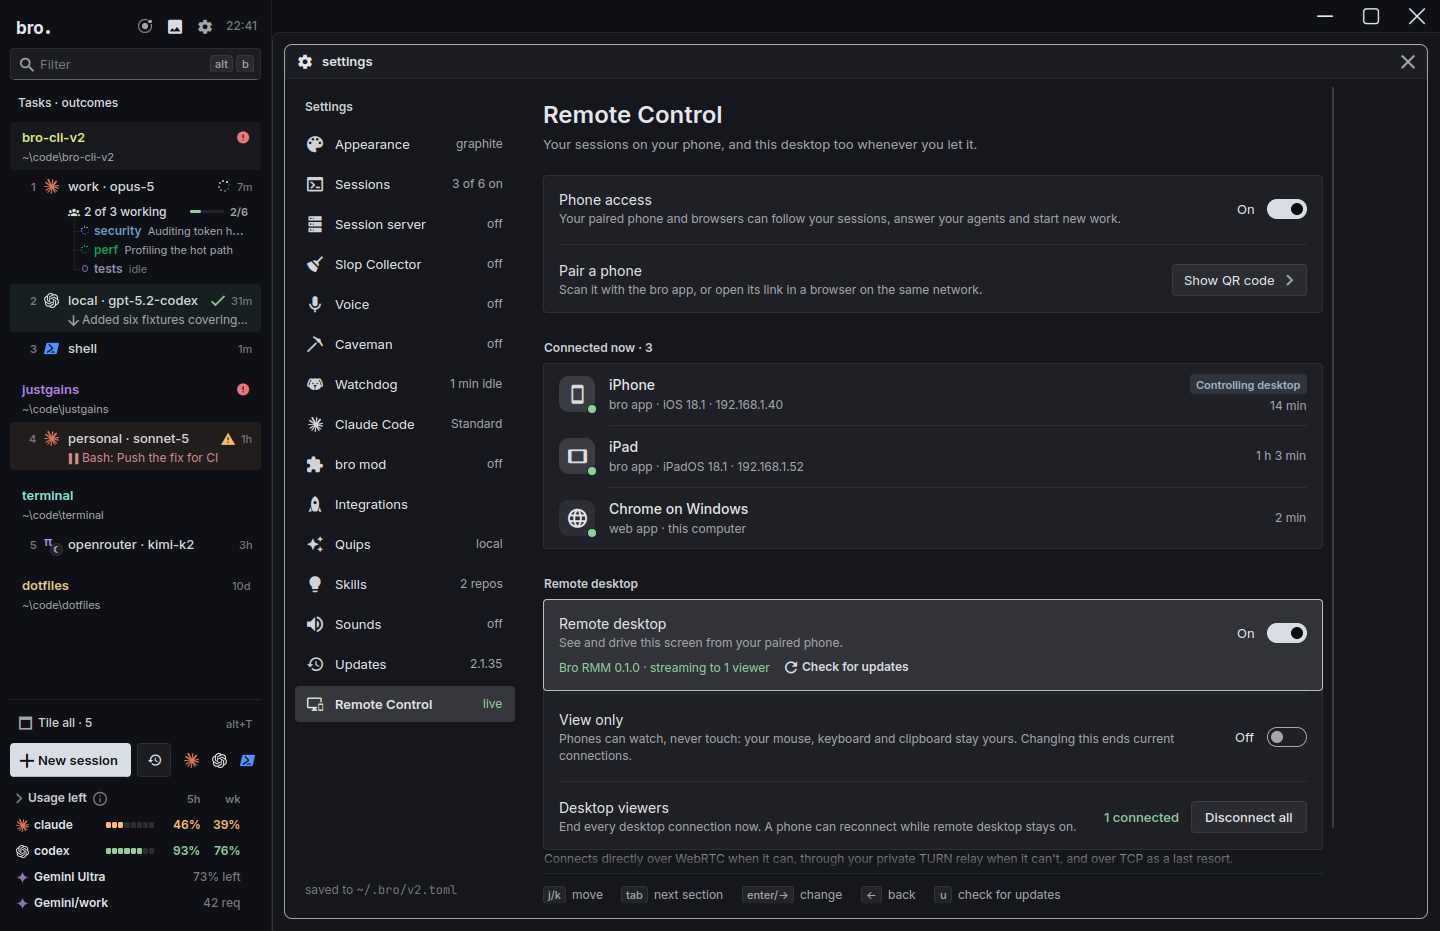 bro.
22:41
Filter
alt
b
Tasks · outcomes
bro-cli-v2
~\code\bro-cli-v2
1
work · opus-5
7m
2 of 3 working
2/6
security Auditing token h...
perf Profiling the hot path
tests idle
2
local · gpt-5.2-codex
31m
Added six fixtures covering...
3
shell
1m
justgains
~\code\justgains
4
personal · sonnet-5
1h
Bash: Push the fix for CI
terminal
~\code\terminal
5
openrouter · kimi-k2
3h
dotfiles
10d
~\code\dotfiles
Tile all · 5
alt+T
New session
Usage left
5h
wk
claude
46%
39%
codex
93%
76%
Gemini Ultra
73% left
Gemini/work
42 req
settings
Settings
Appearance
graphite
Sessions
3 of 6 on
Session server
off
Slop Collector
off
Voice
off
Caveman
off
Watchdog
1 min idle
Claude Code
Standard
bro mod
off
Integrations
Quips
local
Skills
2 repos
Sounds
off
Updates
2.1.35
Remote Control
live
saved to ~/.bro/v2.toml
Remote Control
Your sessions on your phone, and this desktop too whenever you let it.
Phone access
Your paired phone and browsers can follow your sessions, answer your agents and start new work.
On
Pair a phone
Scan it with the bro app, or open its link in a browser on the same network.
Show QR code
Connected now · 3
iPhone
bro app · iOS 18.1 · 192.168.1.40
Controlling desktop
14 min
iPad
bro app · iPadOS 18.1 · 192.168.1.52
1 h 3 min
Chrome on Windows
web app · this computer
2 min
Remote desktop
Remote desktop
See and drive this screen from your paired phone.
Bro RMM 0.1.0 · streaming to 1 viewer
Check for updates
On
View only
Phones can watch, never touch: your mouse, keyboard and clipboard stay yours. Changing this ends current
connections.
Off
Desktop viewers
End every desktop connection now. A phone can reconnect while remote desktop stays on.
1 connected
Disconnect all
Connects directly over WebRTC when it can, through your private TURN relay when it can't, and over TCP as a last resort.
j/k move
tab next section
enter/→ change
← back
u check for updates